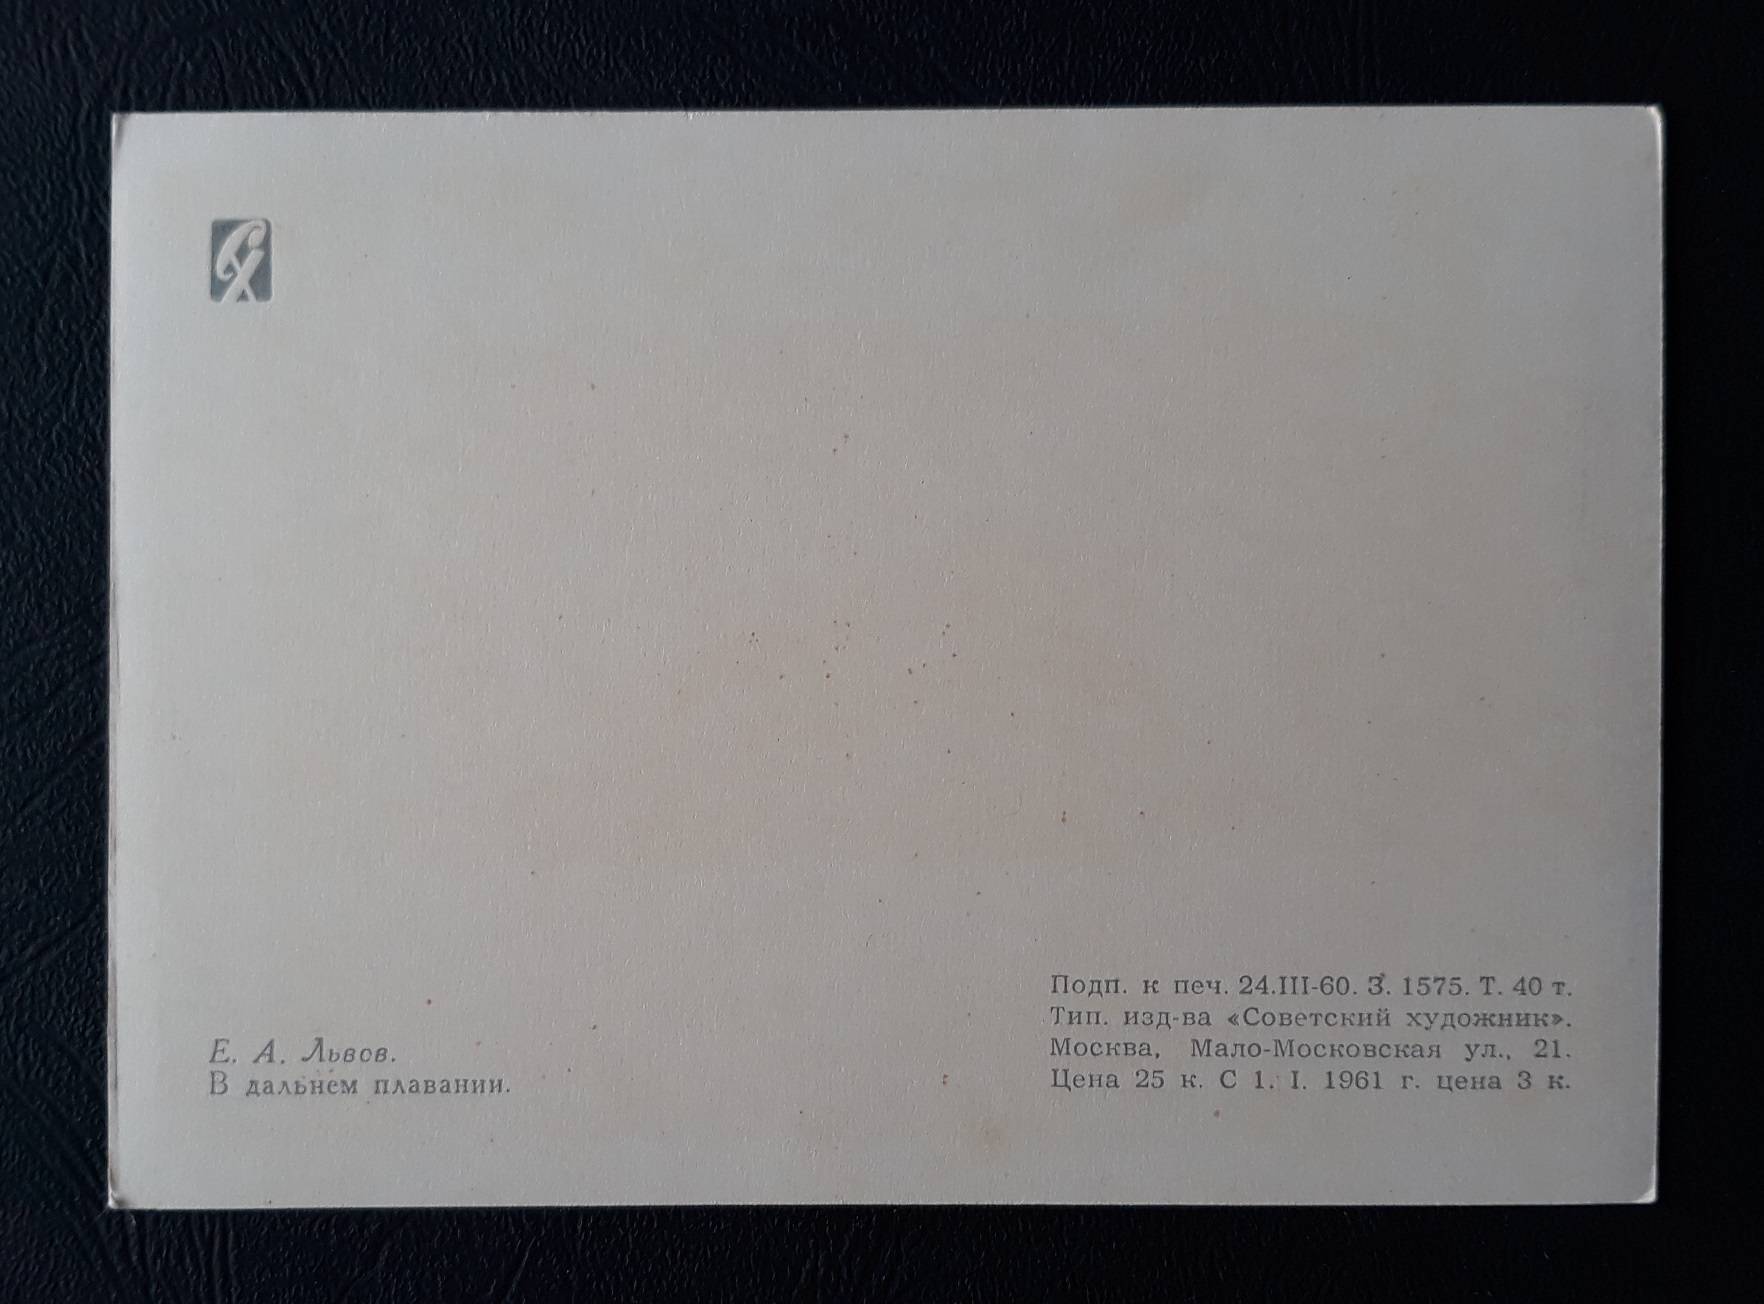 СХ
Е. А. Львов.
В дальнем плавании.
Подп. к печ. 24.III-60. З. 1575. Т. 40 т.
Тип. изд-ва «Советский художник».
Москва, Мало-Московская ул., 21.
Цена 25 к. С 1. I. 1961 г. цена 3 к.